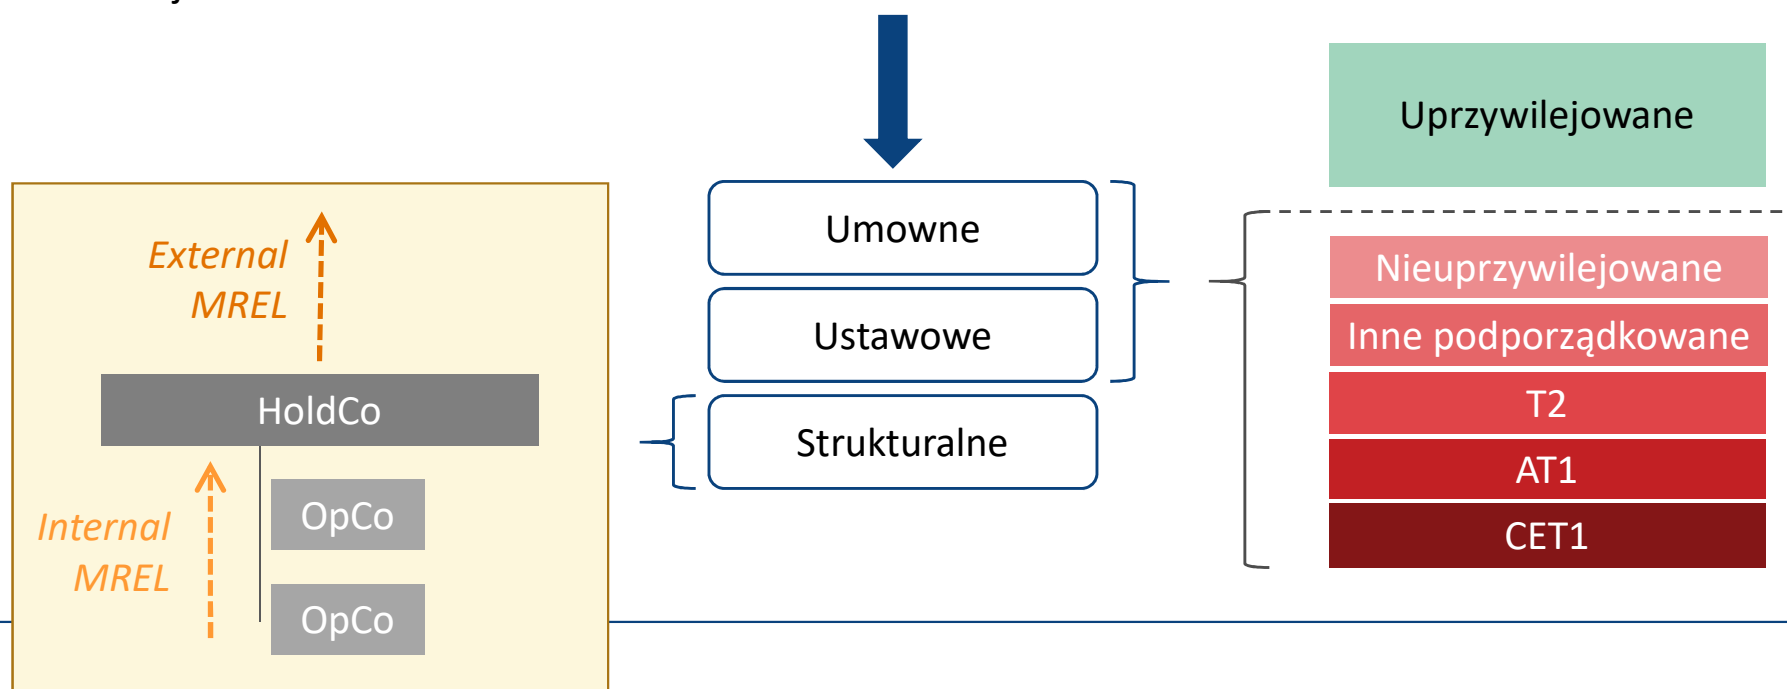 Uprzywilejowane
External
MREL
Umowne
Nieuprzywilejowane
Ustawowe
Inne podporządkowane
HoldCo
T2
Strukturalne
AT1
Internal
MREL
OpCo
CET1
OpCo